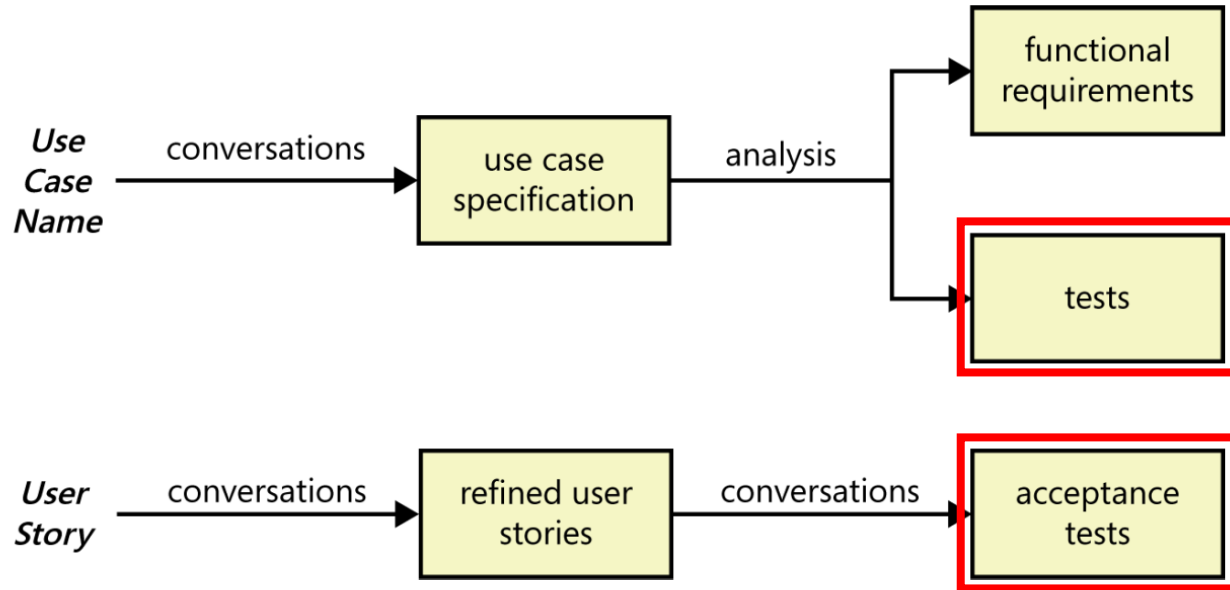 functional
requirements
Use
Case
Name
conversations
use case
specification
analysis
tests
User
Story
conversations
refined user
stories
conversations
acceptance
tests